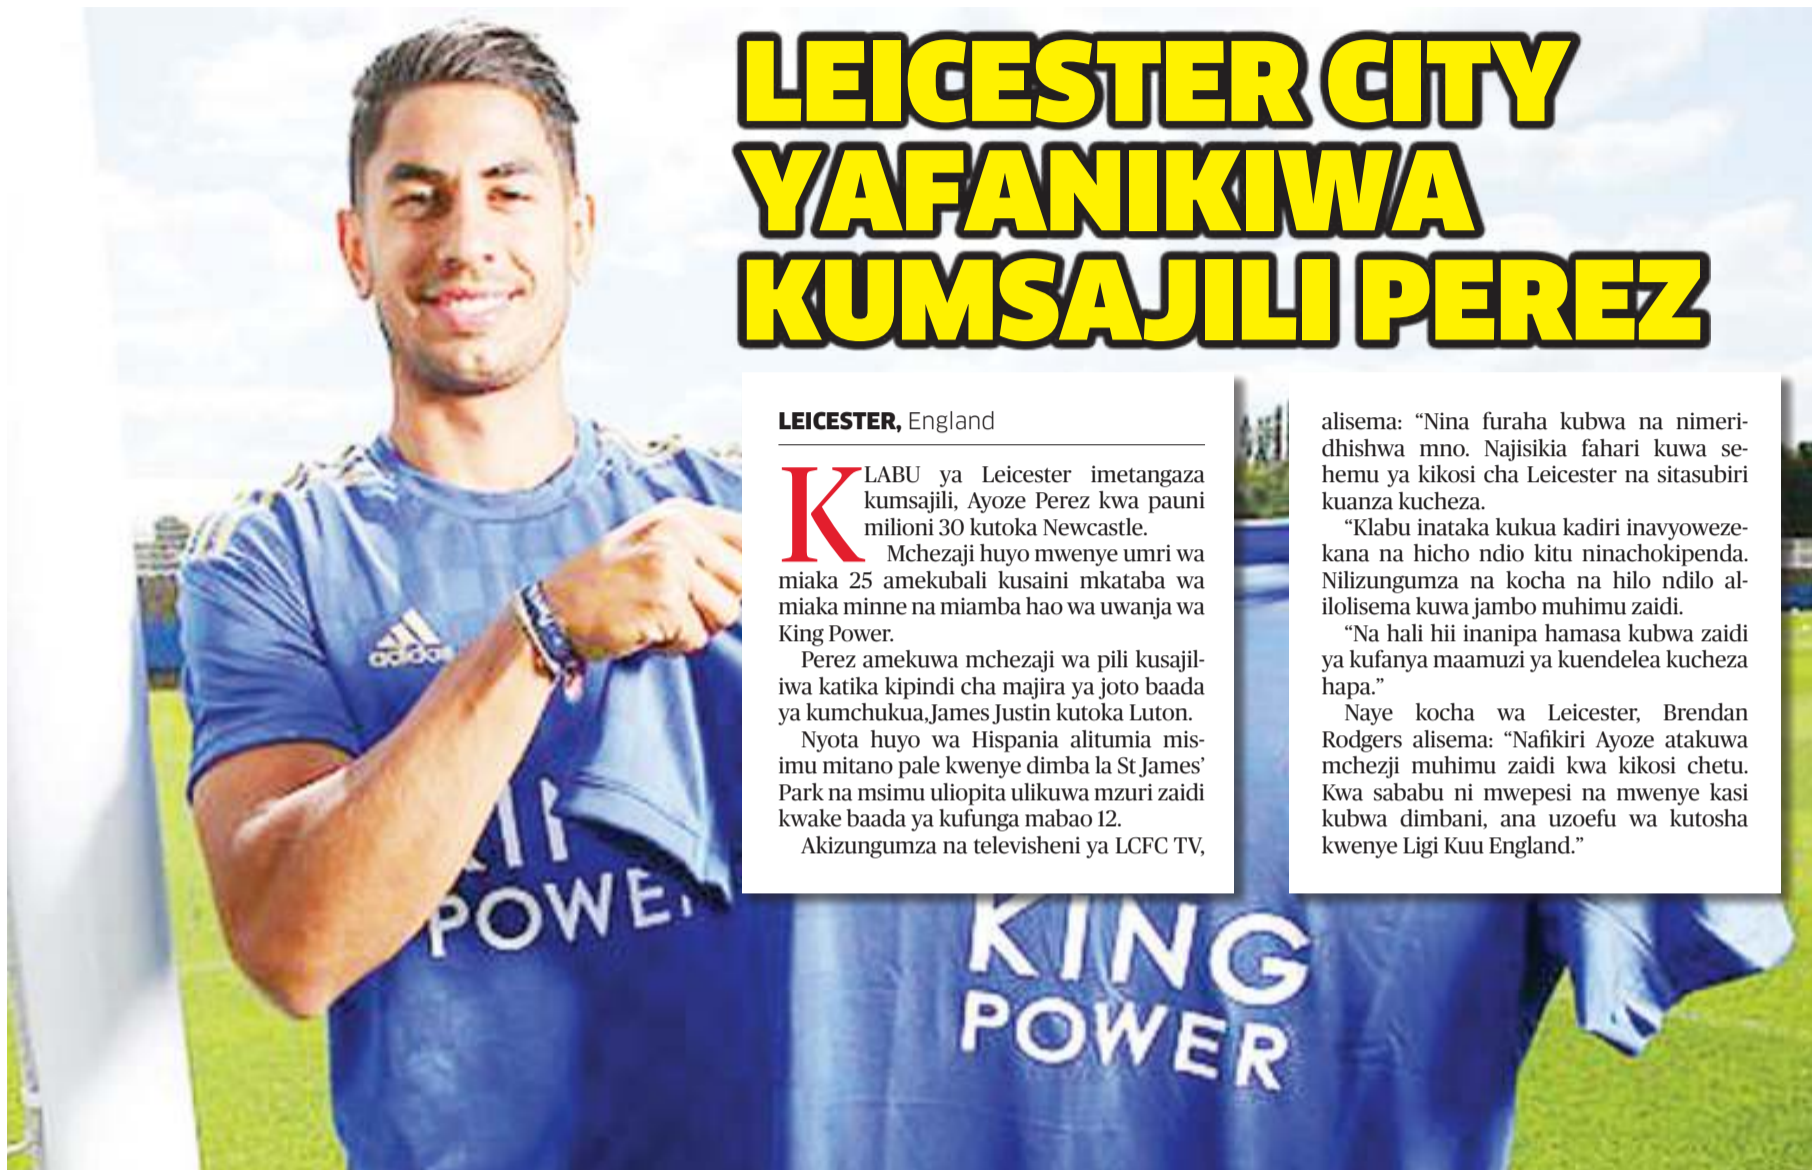 LEICESTER CITY
YAFANIKIWA
KUMSAJILI PEREZ
LEICESTER, England
KLABU ya Leicester imetangaza
kumsajili, Ayoze Perez kwa pauni
milioni 30 kutoka Newcastle.
Mchezaji huyo mwenye umri wa
miaka 25 amekubali kusaini mkataba wa
miaka minne na miamba hao wa uwanja wa
King Power.
Perez amekuwa mchezaji wa pili kusajil-
iwa katika kipindi cha majira ya joto baada
ya kumchukua,James Justin kutoka Luton.
Nyota huyo wa Hispania alitumia mis-
imu mitano pale kwenye dimba la St James’
Park na msimu uliopita ulikuwa mzuri zaidi
kwake baada ya kufunga mabao 12.
Akizungumza na televisheni ya LCFC TV,
alisema: “Nina furaha kubwa na nimeri-
dhishwa mno. Najisikia fahari kuwa se-
hemu ya kikosi cha Leicester na sitasubiri
kuanza kucheza.
“Klabu inataka kukua kadiri inavyoweze-
kana na hicho ndio kitu ninachokipenda.
Nilizungumza na kocha na hilo ndilo al-
ilolisema kuwa jambo muhimu zaidi.
“Na hali hii inanipa hamasa kubwa zaidi
ya kufanya maamuzi ya kuendelea kucheza
hapa.”
Naye kocha wa Leicester, Brendan
Rodgers alisema: “Nafikiri Ayoze atakuwa
mchezji muhimu zaidi kwa kikosi chetu.
Kwa sababu ni mwepesi na mwenye kasi
kubwa dimbani, ana uzoefu wa kutosha
kwenye Ligi Kuu England.”
adidas
KING
POWER